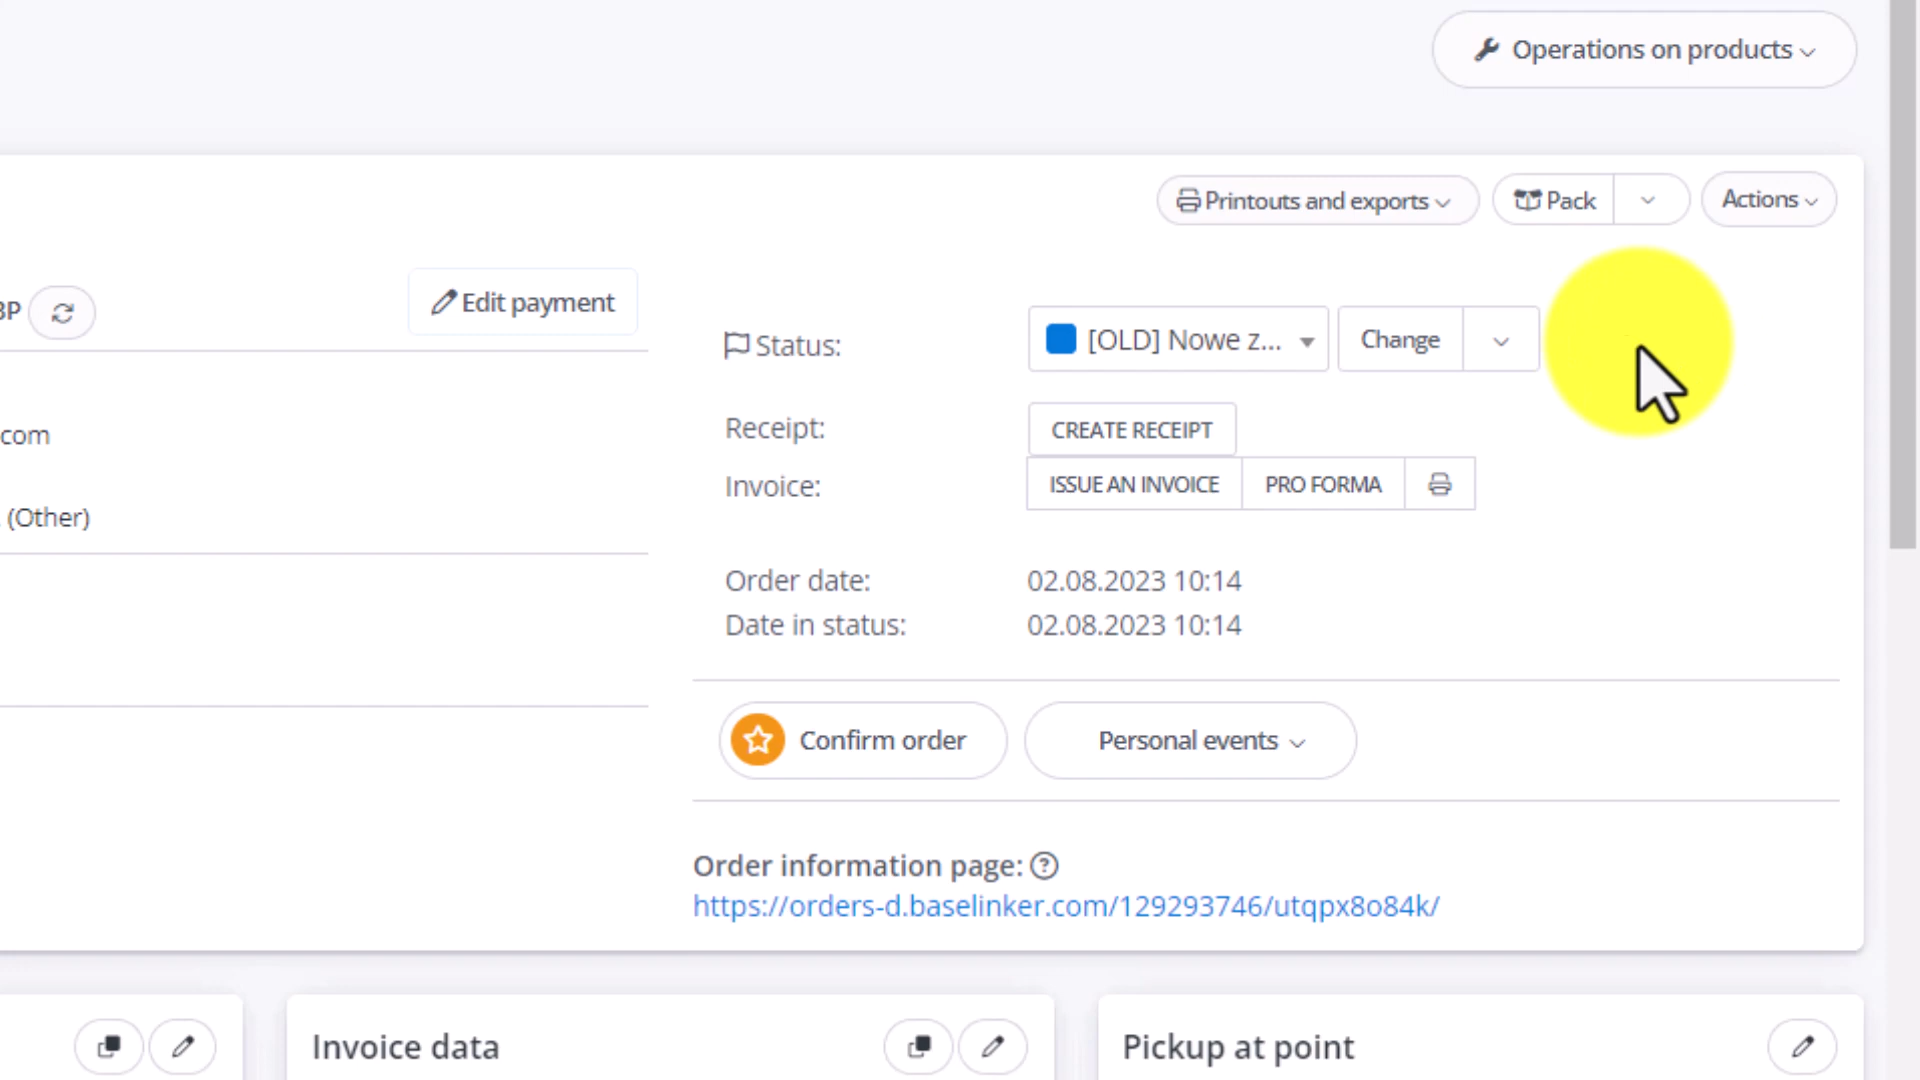 Operations on products
Printouts and exports Pack Actions
BP Edit payment
Status: [OLD] Nowe z... Change
com
Receipt: CREATE RECEIPT
Invoice: ISSUE AN INVOICE PRO FORMA
(Other)
Order date: 02.08.2023 10:14
Date in status: 02.08.2023 10:14
Confirm order Personal events
Order information page:
https://orders-d.baselinker.com/129293746/utqpx8o84k/
Invoice data Pickup at point